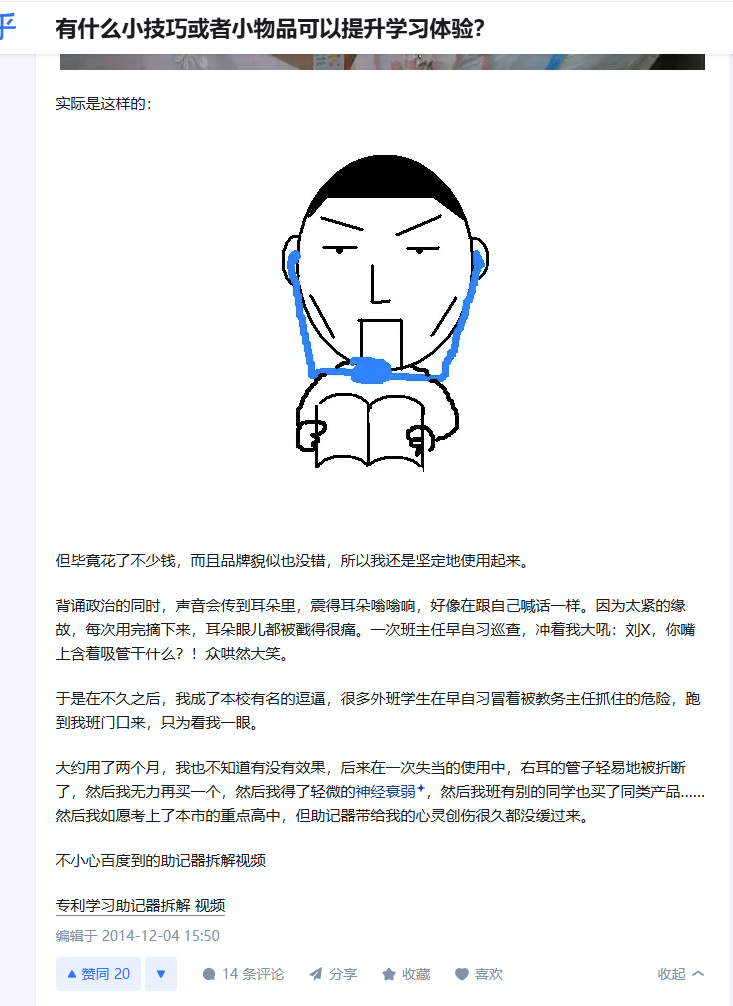 乎
有什么小技巧或者小物品可以提升学习体验?
实际是这样的：
但毕竟花了不少钱，而且品牌貌似也没错，所以我还是坚定地使用起来。
背诵政治的同时，声音会传到耳朵里，震得耳朵嗡嗡响，好像在跟自己喊话一样。因为太紧的缘
故，每次用完摘下来，耳朵眼儿都被戳得很痛。一次班主任早自习巡查，冲着我大吼：刘X，你嘴
上含着吸管干什么？！众哄然大笑。
于是在不久之后，我成了本校有名的逗逼，很多外班学生在早自习冒着被教务主任抓住的危险，跑
到我班门口来，只为看我一眼。
大约用了两个月，我也不知道有没有效果，后来在一次失当的使用中，右耳的管子轻易地被折断
了，然后我无力再买一个，然后我得了轻微的神经衰弱，然后我班有别的同学也买了同类产品......
然后我如愿考上了本市的重点高中，但助记器带给我的心灵创伤很久都没缓过来。
不小心百度到的助记器拆解视频
专利学习助记器拆解 视频
编辑于 2014-12-04 15:50
赞同 20 14 条评论 分享 收藏 喜欢 收起